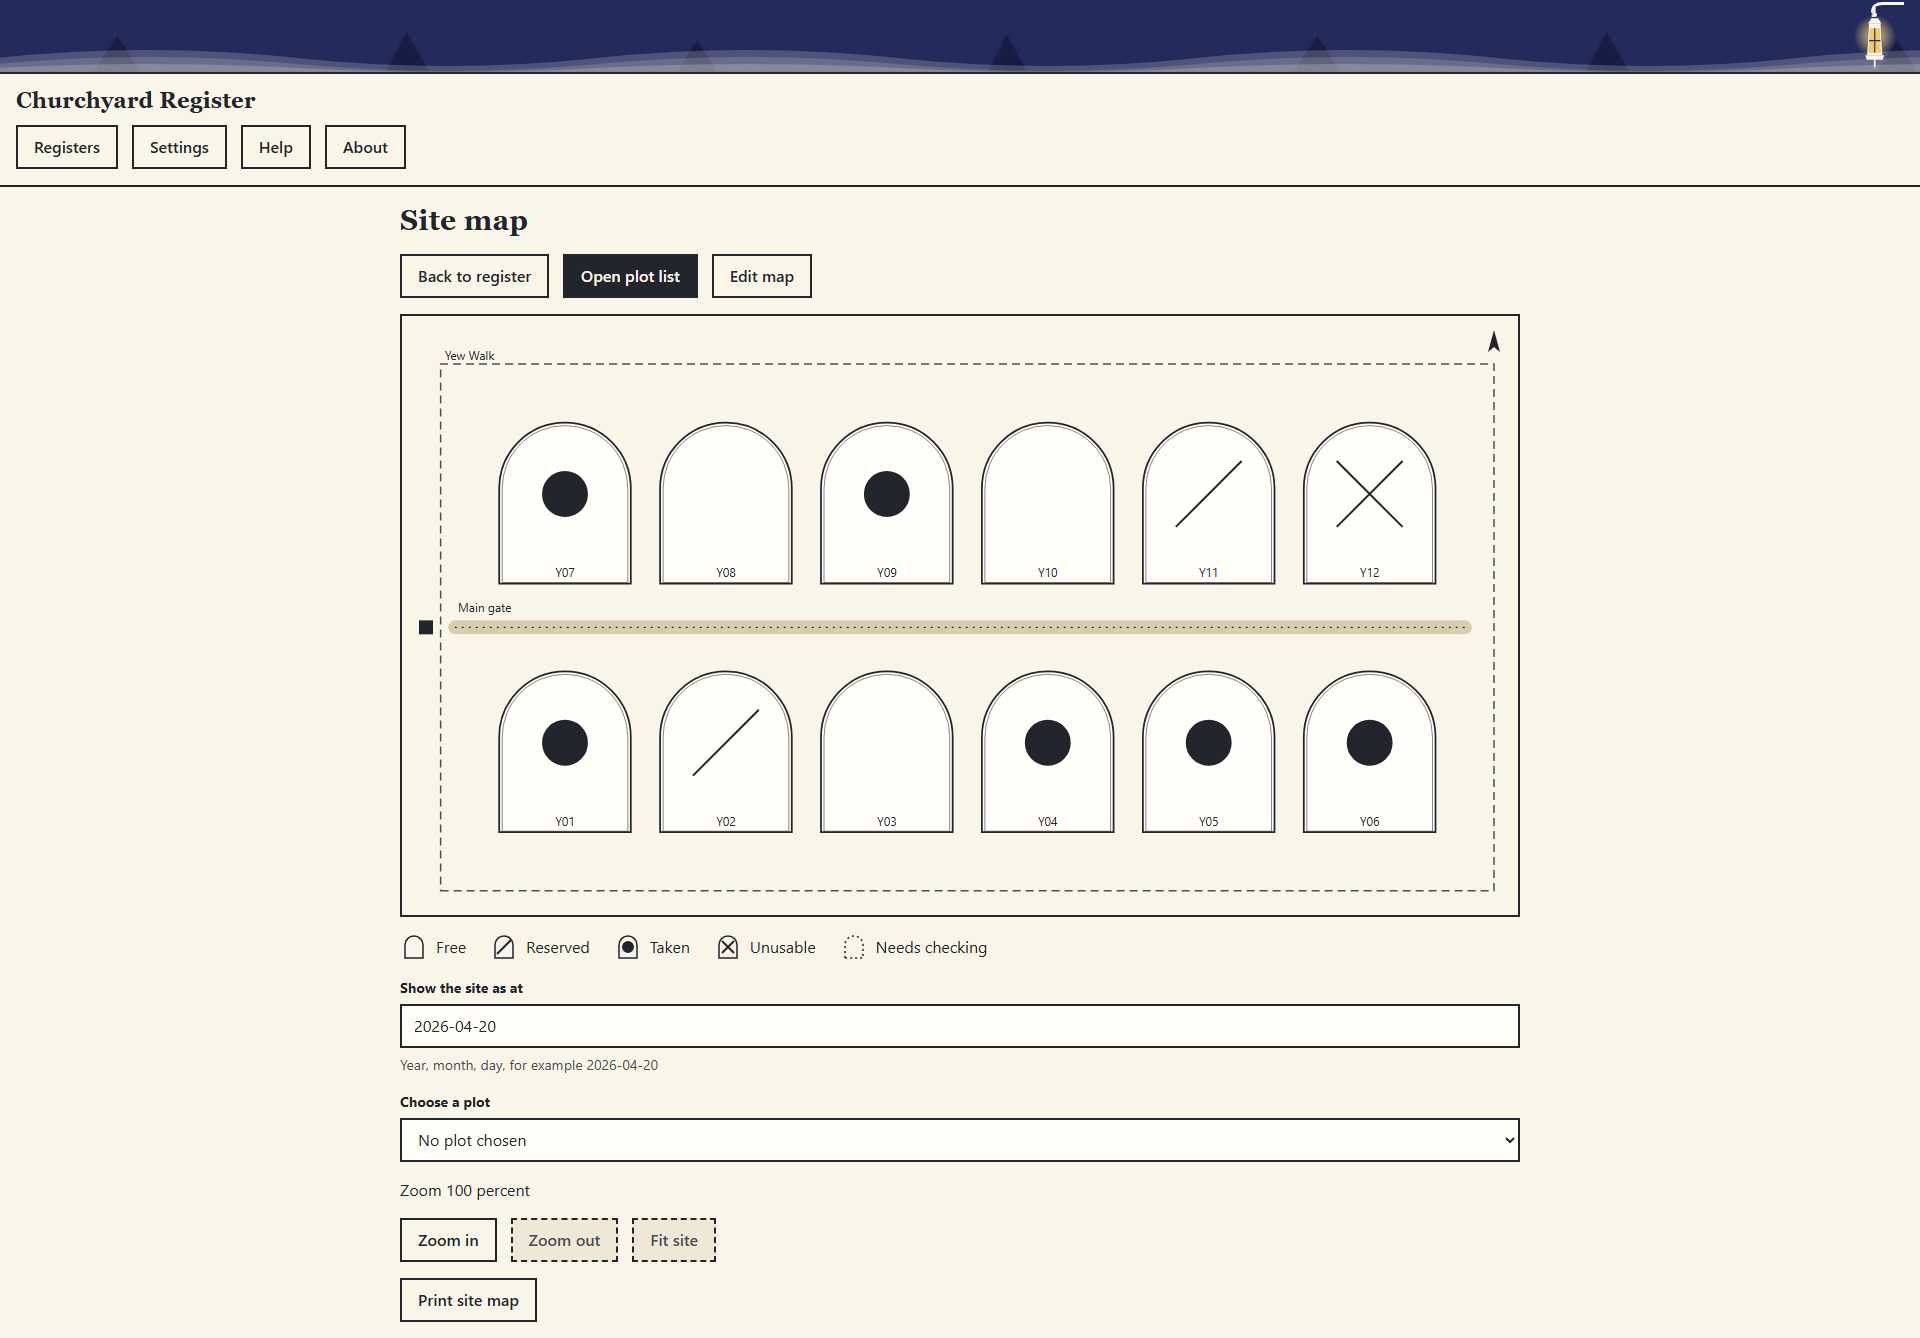 Churchyard Register
Registers Settings Help About
Site map
Back to register Open plot list Edit map
Yew Walk
Y07 Y08 Y09 Y10 Y11 Y12
Main gate
Y01 Y02 Y03 Y04 Y05 Y06
Free Reserved Taken Unusable Needs checking
Show the site as at
2026-04-20
Year, month, day, for example 2026-04-20
Choose a plot
No plot chosen
Zoom 100 percent
Zoom in Zoom out Fit site
Print site map